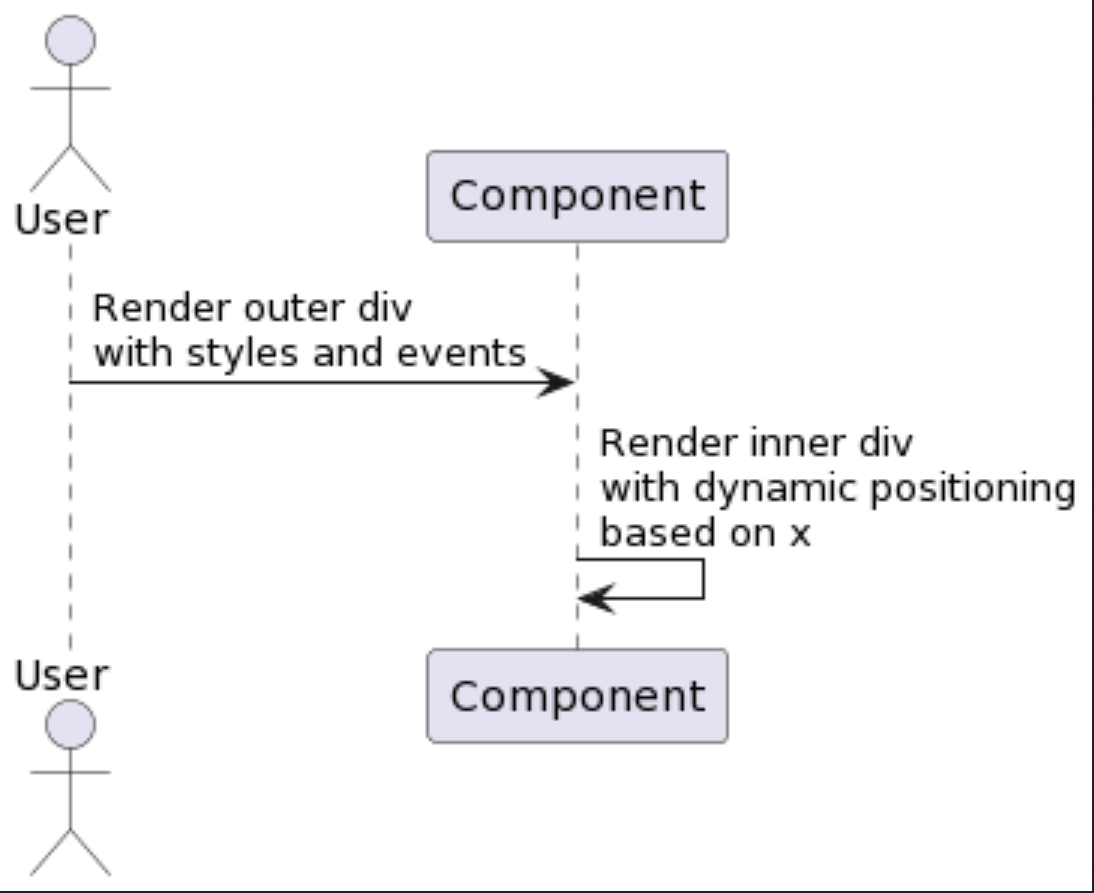 User
Component
Render outer div
with styles and events
Render inner div
with dynamic positioning
based on x
User
Component